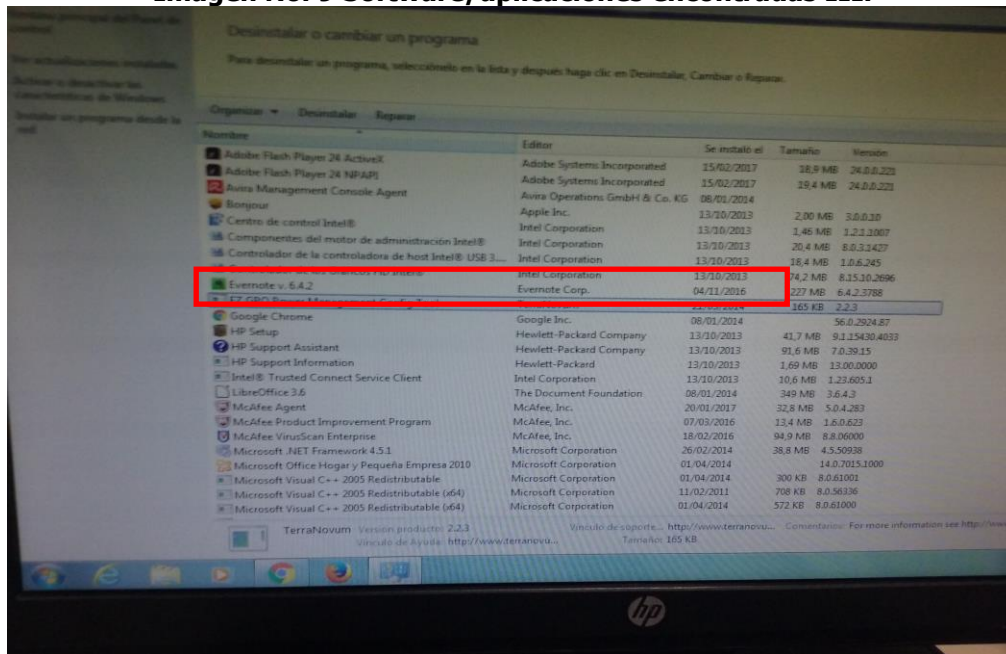 Imagen No. 9 Software/aplicaciones encontradas III.
Desinstalar o cambiar un programa
Para desinstalar un programa, selecciónelo en la lista y después haga clic en Desinstalar, Cambiar o Reparar.
Ver actualizaciones instaladas
Activar o desactivar las
características de Windows
Instalar un programa desde la
red
Organizar Desinstalar Reparar
Nombre Editor Se instaló el Tamaño Versión
Adobe Flash Player 24 ActiveX Adobe Systems Incorporated 15/02/2017 18,9 MB 24.0.0.221
Adobe Flash Player 24 NPAPI Adobe Systems Incorporated 15/02/2017 19,4 MB 24.0.0.221
Avira Management Console Agent Avira Operations GmbH & Co. KG 08/01/2014
Bonjour Apple Inc. 13/10/2013 2,00 MB 3.0.0.10
Centro de control Intel® Intel Corporation 13/10/2013 1,46 MB 1.2.1.1007
Componentes del motor de administración Intel® Intel Corporation 13/10/2013 20,4 MB 8.0.3.1427
Controlador de la controladora de host Intel® USB 3.... Intel Corporation 13/10/2013 18,4 MB 1.0.6.245
Intel Corporation 13/10/2013 74,2 MB 8.15.10.2696
Evernote v. 6.4.2 Evernote Corp. 04/11/2016 227 MB 6.4.2.3788
165 KB 2.2.3
Google Chrome Google Inc. 08/01/2014 56.0.2924.87
HP Setup Hewlett-Packard Company 13/10/2013 41,7 MB 9.1.15430.4033
HP Support Assistant Hewlett-Packard Company 13/10/2013 91,6 MB 7.0.39.15
HP Support Information Hewlett-Packard 13/10/2013 1,69 MB 13.00.0000
Intel® Trusted Connect Service Client Intel Corporation 13/10/2013 10,6 MB 1.23.605.1
LibreOffice 3.6 The Document Foundation 08/01/2014 349 MB 3.6.4.3
McAfee Agent McAfee, Inc. 20/01/2017 32,8 MB 5.0.4.283
McAfee Product Improvement Program McAfee, Inc. 07/03/2016 13,4 MB 1.6.0.623
McAfee VirusScan Enterprise McAfee, Inc. 18/02/2016 94,9 MB 8.8.06000
Microsoft .NET Framework 4.5.1 Microsoft Corporation 26/02/2014 38,8 MB 4.5.50938
Microsoft Office Hogar y Pequeña Empresa 2010 Microsoft Corporation 01/04/2014 14.0.7015.1000
Microsoft Visual C++ 2005 Redistributable Microsoft Corporation 01/04/2014 300 KB 8.0.61001
Microsoft Visual C++ 2005 Redistributable (x64) Microsoft Corporation 11/02/2011 708 KB 8.0.56336
Microsoft Visual C++ 2005 Redistributable (x64) Microsoft Corporation 01/04/2014 572 KB 8.0.61000
TerraNovum Versión producto: 2.2.3 Vínculo de soporte... http://www.terranovu... Comentarios: For more information see http://www
Vínculo de Ayuda: http://www.terranovu... Tamaño: 165 KB
hp